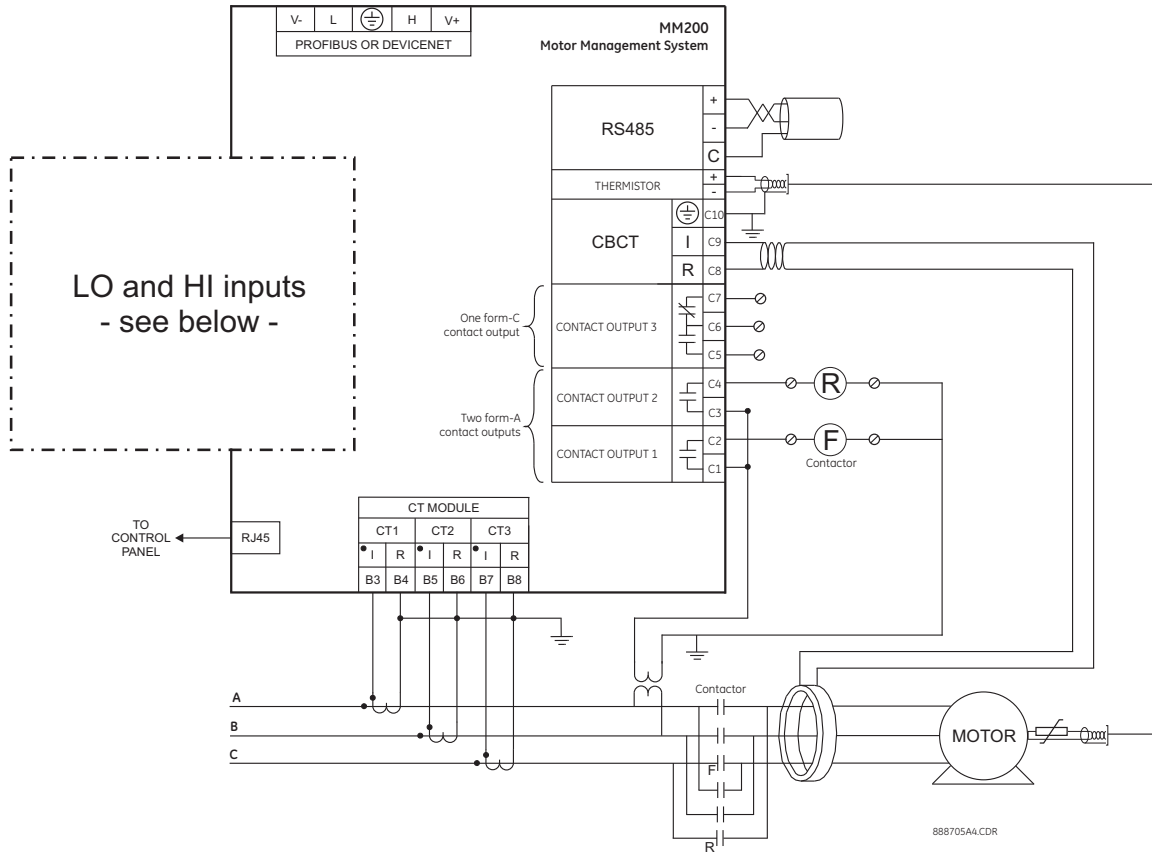 V- L H V+
PROFIBUS OR DEVICENET
MM200
Motor Management System
RS485
+
-
C
THERMISTOR
+
-
CBCT
C10
I C9
R C8
LO and HI inputs
- see below -
One form-C
contact output
CONTACT OUTPUT 3
C7
C6
C5
Two form-A
contact outputs
CONTACT OUTPUT 2
C4
C3
CONTACT OUTPUT 1
C2
C1
R
F
Contactor
TO
CONTROL
PANEL
RJ45
CT MODULE
CT1 CT2 CT3
I R I R I R
B3 B4 B5 B6 B7 B8
A
B
C
Contactor
F
R
MOTOR
888705A4.CDR